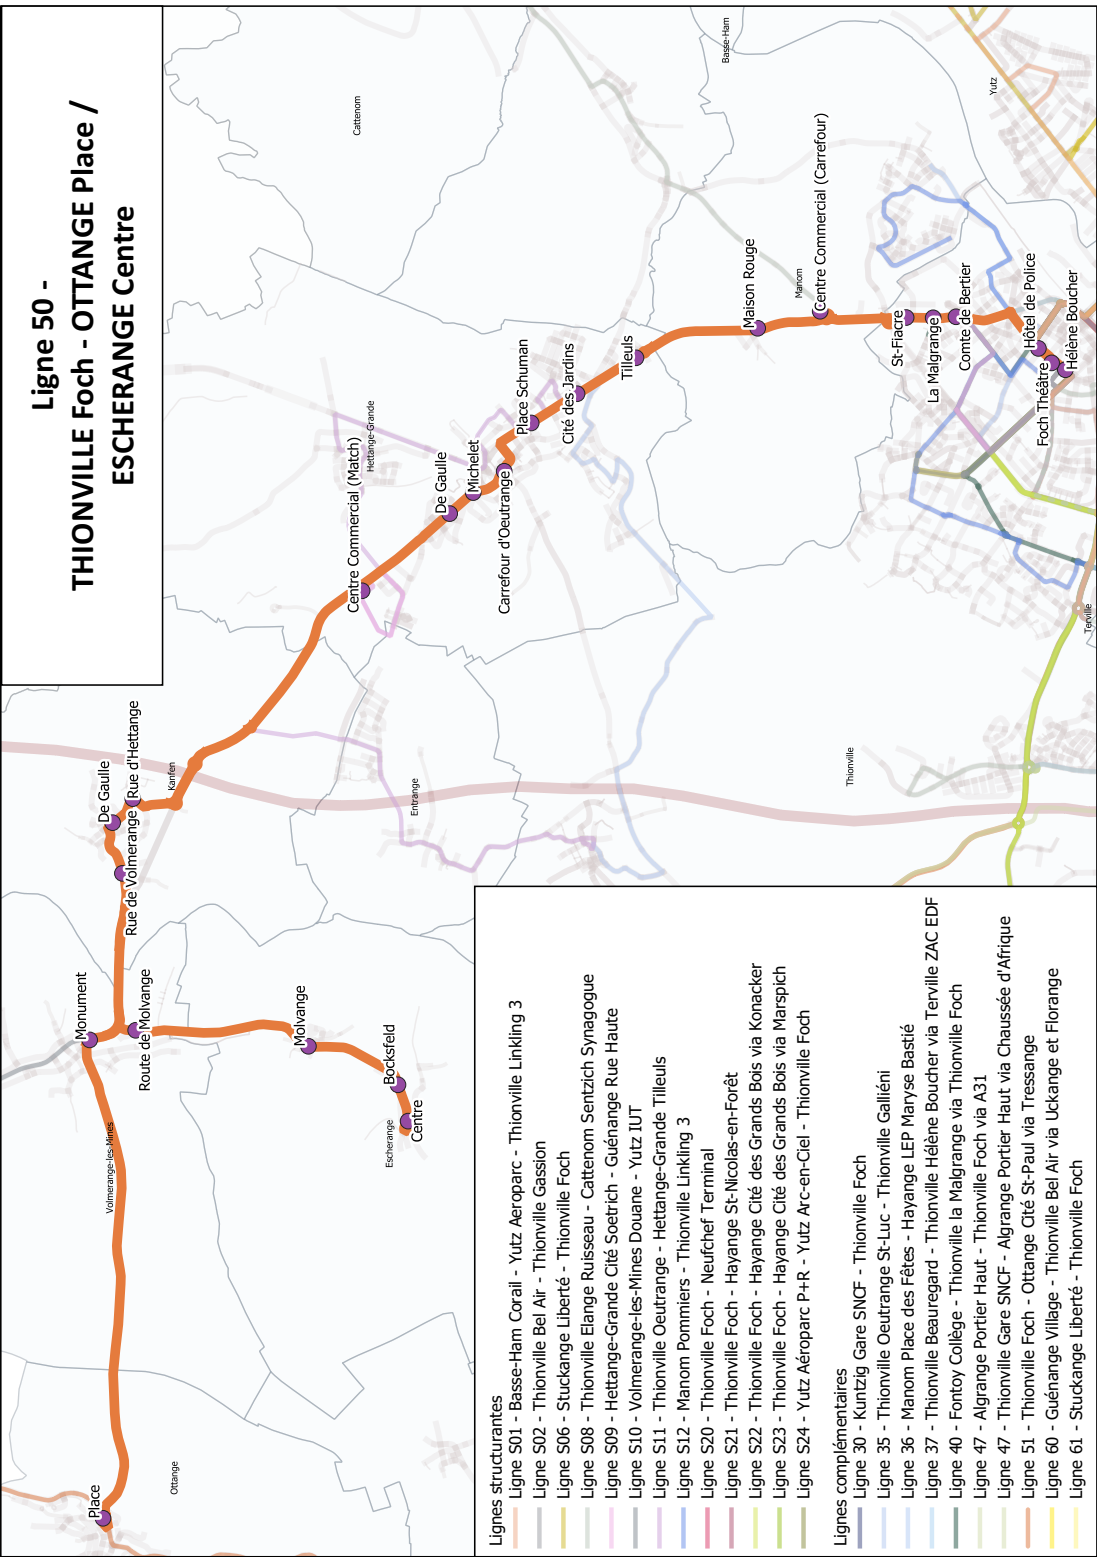 Ligne 50 -
THIONVILLE Foch - OTTANGE Place /
ESCHERANGE Centre
Cattenom
Basse-Ham
Yutz
Hettange-Grande
Manom
Thionville
Terville
Kanfen
Entrange
Volmerange-les-Mines
Escherange
Ottange
Place
Monument
Route de Molvange
Molvange
Bocksfeld
Centre
Rue de Volmerange
De Gaulle
Rue d'Hettange
Centre Commercial (Match)
De Gaulle
Michelet
Carrefour d'Oeutrange
Place Schuman
Cité des Jardins
Tilleuls
Maison Rouge
Centre Commercial (Carrefour)
St-Fiacre
La Malgrange
Comte de Bertier
Hôtel de Police
Foch Théâtre
Hélène Boucher
Lignes structurantes
Ligne S01 - Basse-Ham Corail - Yutz Aeroparc - Thionville Linkling 3
Ligne S02 - Thionville Bel Air - Thionville Gassion
Ligne S06 - Stuckange Liberté - Thionville Foch
Ligne S08 - Thionville Elange Ruisseau - Cattenom Sentzich Synagogue
Ligne S09 - Hettange-Grande Cité Soetrich - Guénange Rue Haute
Ligne S10 - Volmerange-les-Mines Douane - Yutz IUT
Ligne S11 - Thionville Oeutrange - Hettange-Grande Tilleuls
Ligne S12 - Manom Pommiers - Thionville Linkling 3
Ligne S20 - Thionville Foch - Neufchef Terminal
Ligne S21 - Thionville Foch - Hayange St-Nicolas-en-Forêt
Ligne S22 - Thionville Foch - Hayange Cité des Grands Bois via Konacker
Ligne S23 - Thionville Foch - Hayange Cité des Grands Bois via Marspich
Ligne S24 - Yutz Aéroparc P+R - Yutz Arc-en-Ciel - Thionville Foch
Lignes complémentaires
Ligne 30 - Kuntzig Gare SNCF - Thionville Foch
Ligne 35 - Thionville Oeutrange St-Luc - Thionville Galliéni
Ligne 36 - Manom Place des Fêtes - Hayange LEP Maryse Bastié
Ligne 37 - Thionville Beauregard - Thionville Hélène Boucher via Terville ZAC EDF
Ligne 40 - Fontoy Collège - Thionville la Malgrange via Thionville Foch
Ligne 47 - Algrange Portier Haut - Thionville Foch via A31
Ligne 47 - Thionville Gare SNCF - Algrange Portier Haut via Chaussée d'Afrique
Ligne 51 - Thionville Foch - Ottange Cité St-Paul via Tressange
Ligne 60 - Guénange Village - Thionville Bel Air via Uckange et Florange
Ligne 61 - Stuckange Liberté - Thionville Foch